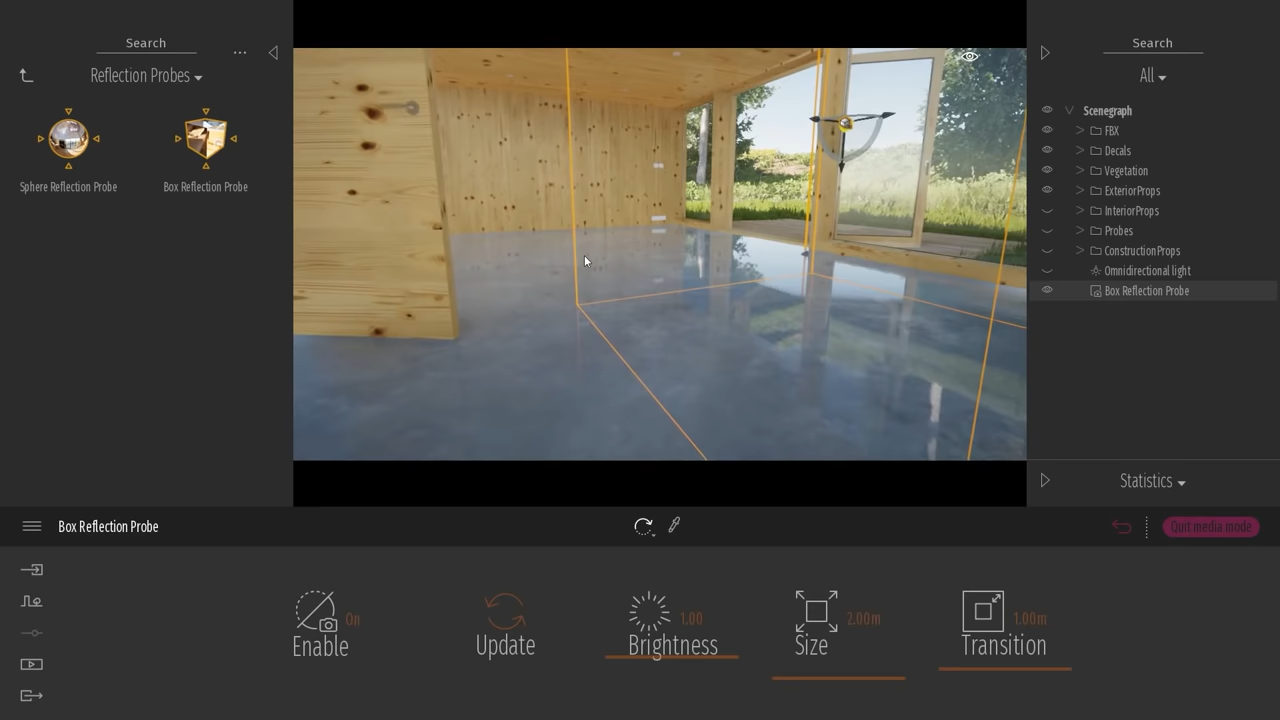 Search
Reflection Probes
Sphere Reflection Probe
Box Reflection Probe
Search
All
Scenegraph
FBX
Decals
Vegetation
ExteriorProps
InteriorProps
Probes
ConstructionProps
Omnidirectional light
Box Reflection Probe
Statistics
Box Reflection Probe
Quit media mode
On
Enable
Update
1.00
Brightness
2.00m
Size
1.00m
Transition